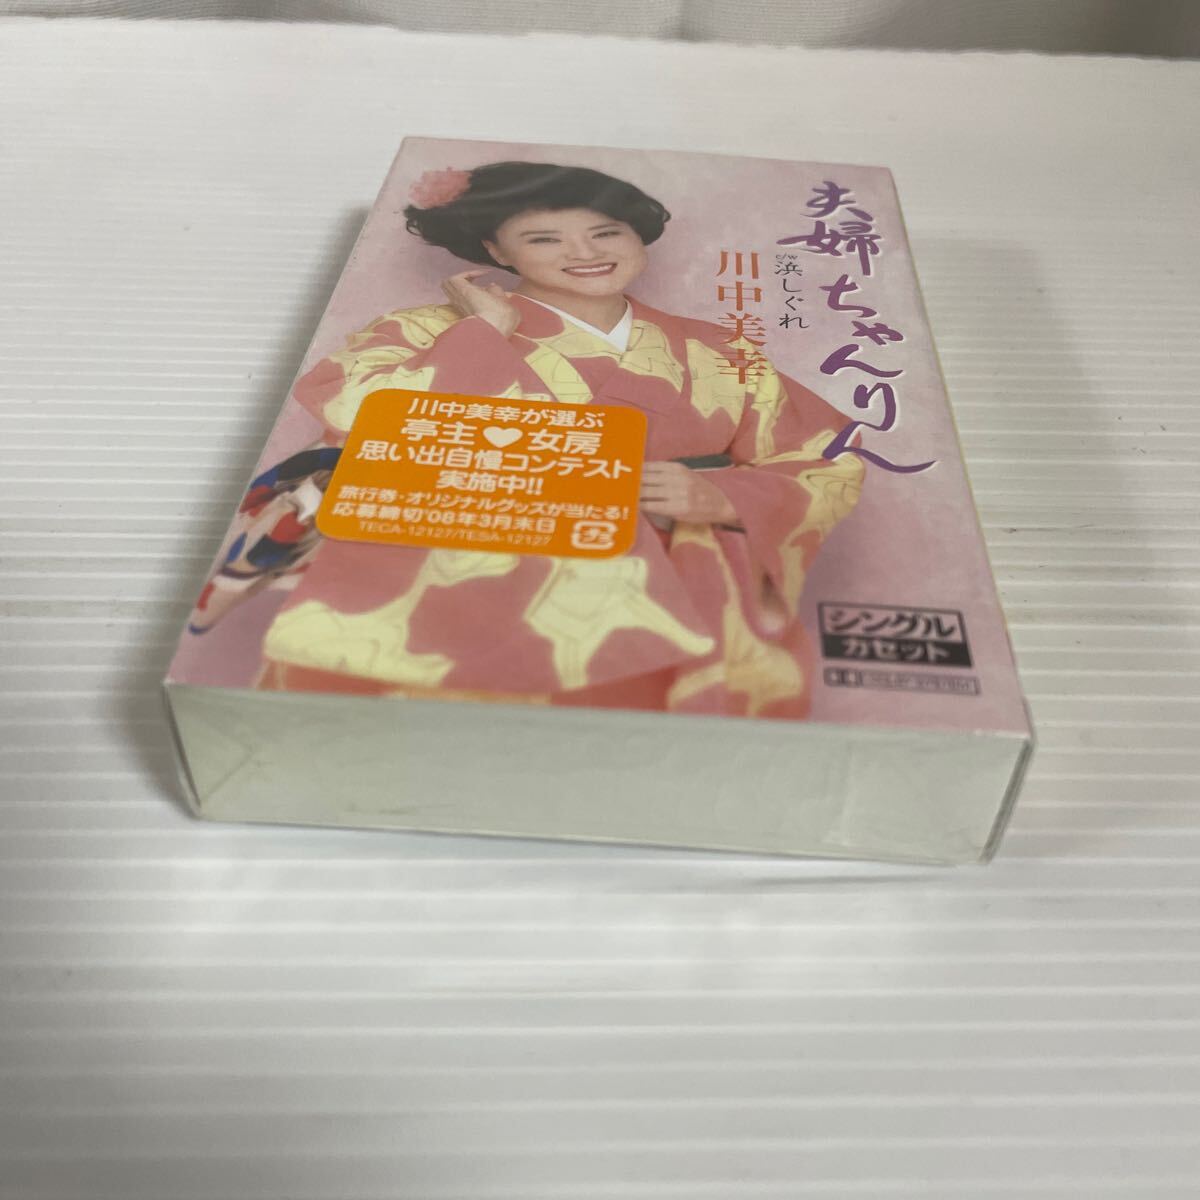 夫婦ちゃんりん
c/w 浜しぐれ
川中美幸
川中美幸が選ぶ
亭主♥女房
思い出自慢コンテスト
実施中!!
旅行券・オリジナルグッズが当たる!
応募締切'08年3月末日
TECA-12127/TESA-12127
シングル
カセット
DOLBY SYSTEM